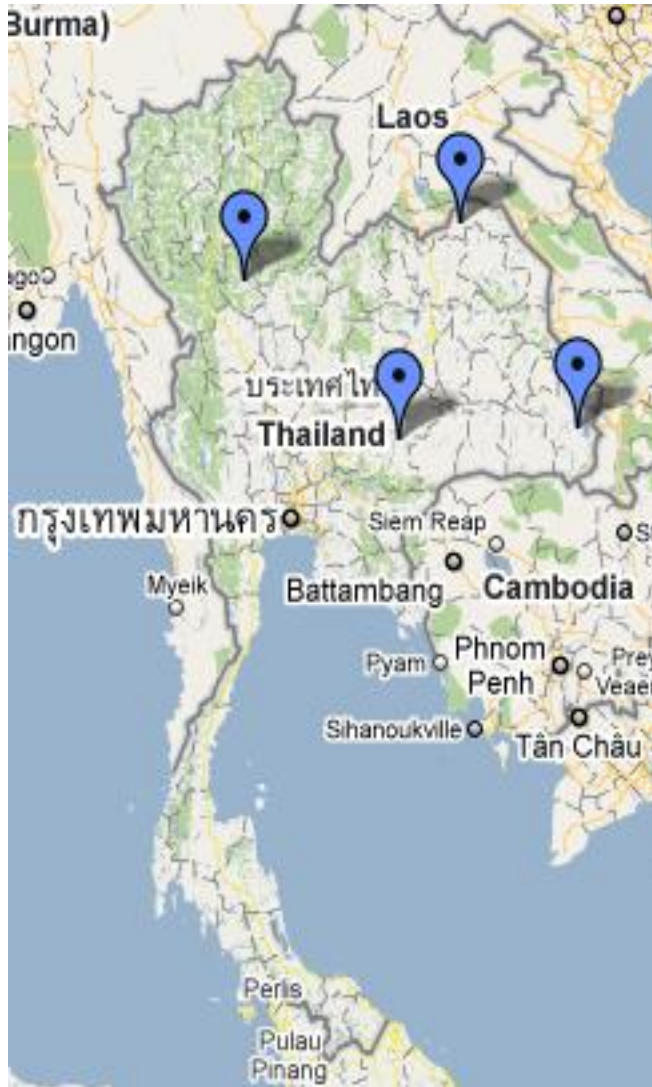 Burma)
Laos
ngon
ประเทศไท
Thailand
กรุงเทพมหานคร
Siem Reap
Battambang
Cambodia
Myeik
Pyam
Phnom
Penh
Prey
Veaen
Sihanoukville
Tân Châu
Perlis
Pulau
Pinang